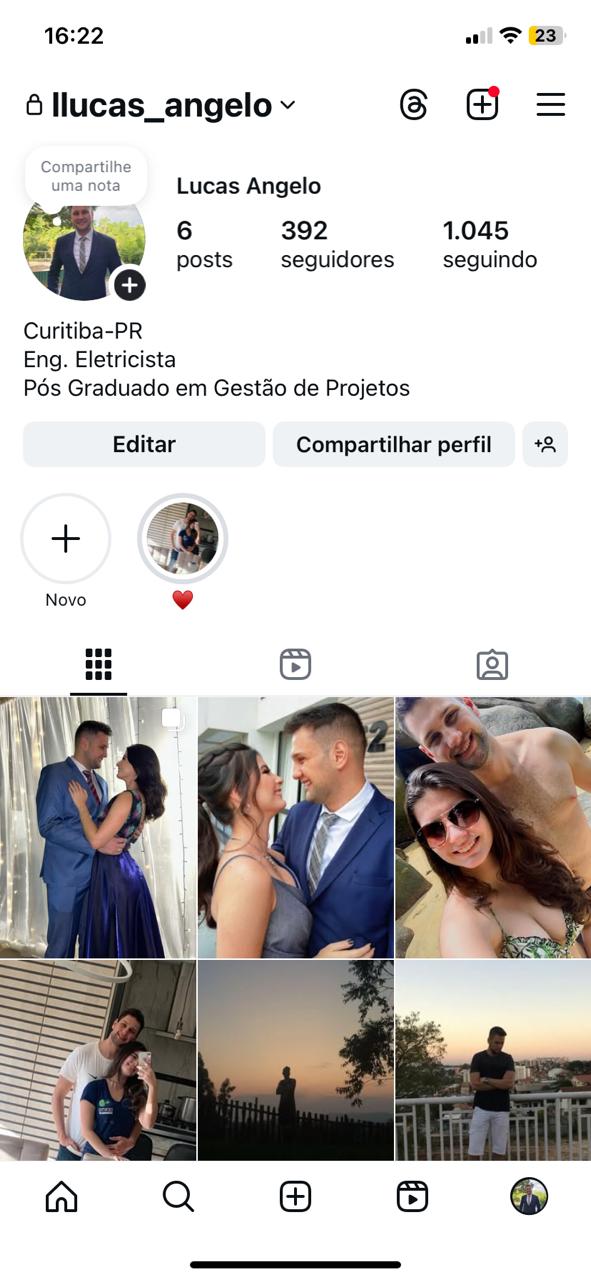 16:22
23
llucas_angelo
Compartilhe
uma nota
Lucas Angelo
6
392
1.045
posts
seguidores
seguindo
Curitiba-PR
Eng. Eletricista
Pós Graduado em Gestão de Projetos
Editar
Compartilhar perfil
Novo
2